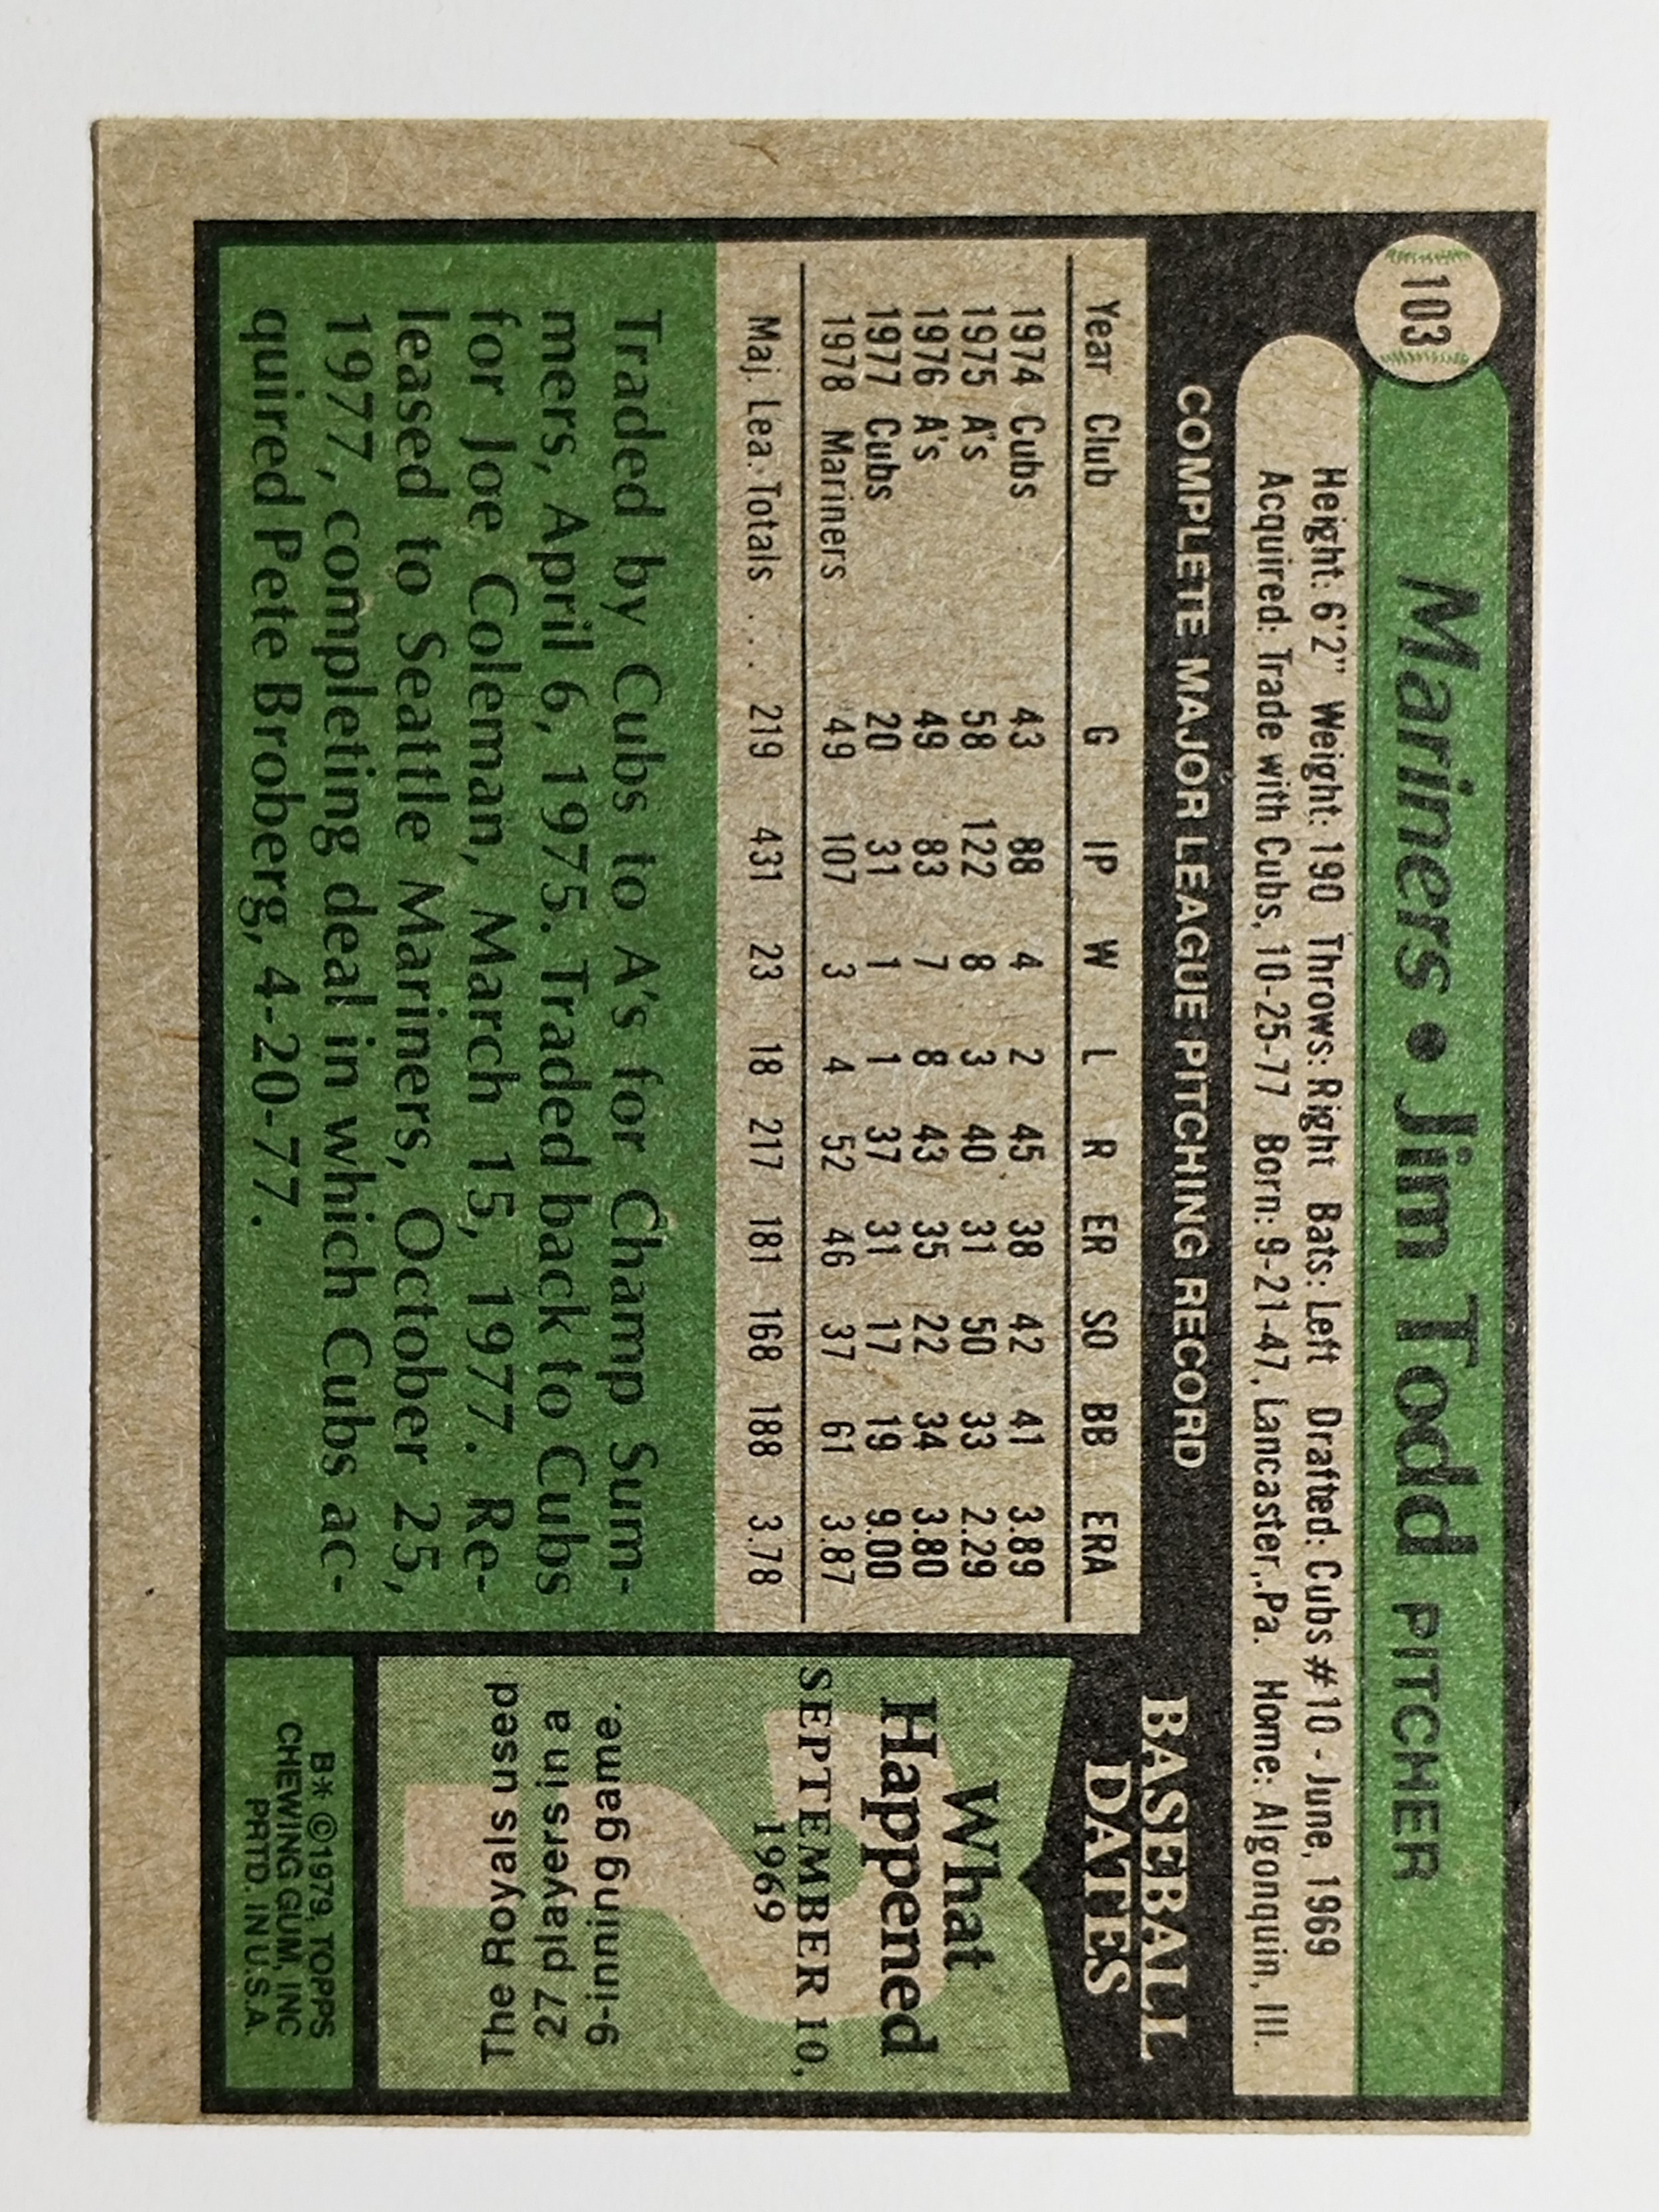 103
Mariners • Jim Todd PITCHER
Height: 6'2" Weight: 190 Throws: Right Bats: Left Drafted: Cubs #10 - June, 1969
Acquired: Trade with Cubs, 10-25-77 Born: 9-21-47, Lancaster, Pa. Home: Algonquin, Ill.
COMPLETE MAJOR LEAGUE PITCHING RECORD
Year Club G IP W L R ER SO BB ERA
1974 Cubs 43 88 4 2 45 38 42 41 3.89
1975 A's 58 122 8 3 40 31 50 33 2.29
1976 A's 49 83 7 8 43 35 22 34 3.80
1977 Cubs 20 31 1 1 37 31 17 19 9.00
1978 Mariners 49 107 3 4 52 46 37 61 3.87
Maj. Lea. Totals . . . 219 431 23 18 217 181 168 188 3.78
Traded by Cubs to A's for Champ Sum-
mers, April 6, 1975. Traded back to Cubs
for Joe Coleman, March 15, 1977. Re-
leased to Seattle Mariners, October 25,
1977, completing deal in which Cubs ac-
quired Pete Broberg, 4-20-77.
BASEBALL
DATES
What
Happened
SEPTEMBER 10,
1969
9-inning game.
27 players in a
The Royals used
B* ©1979, TOPPS
CHEWING GUM, INC
PRTD. IN U.S.A.